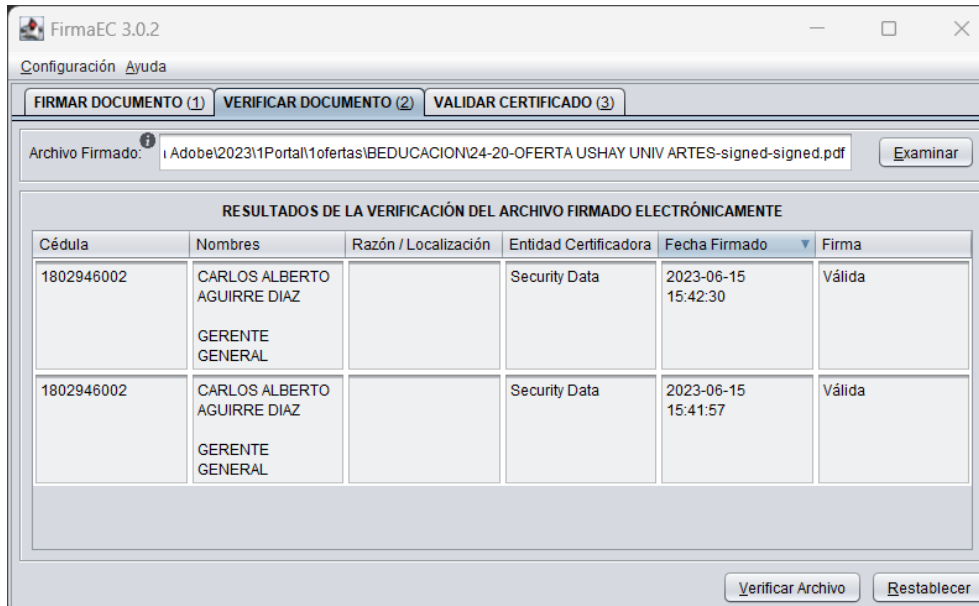 FirmaEC 3.0.2
Configuración Ayuda
FIRMAR DOCUMENTO (1) VERIFICAR DOCUMENTO (2) VALIDAR CERTIFICADO (3)
Archivo Firmado: Adobe\2023\1Portal\1ofertas\BEDUCACION\24-20-OFERTA USHAY UNIV ARTES-signed-signed.pdf Examinar
RESULTADOS DE LA VERIFICACIÓN DEL ARCHIVO FIRMADO ELECTRÓNICAMENTE
Cédula Nombres Razón / Localización Entidad Certificadora Fecha Firmado Firma
1802946002 CARLOS ALBERTO Security Data 2023-06-15 Válida
AGUIRRE DIAZ 15:42:30
GERENTE
GENERAL
1802946002 CARLOS ALBERTO Security Data 2023-06-15 Válida
AGUIRRE DIAZ 15:41:57
GERENTE
GENERAL
Verificar Archivo Restablecer